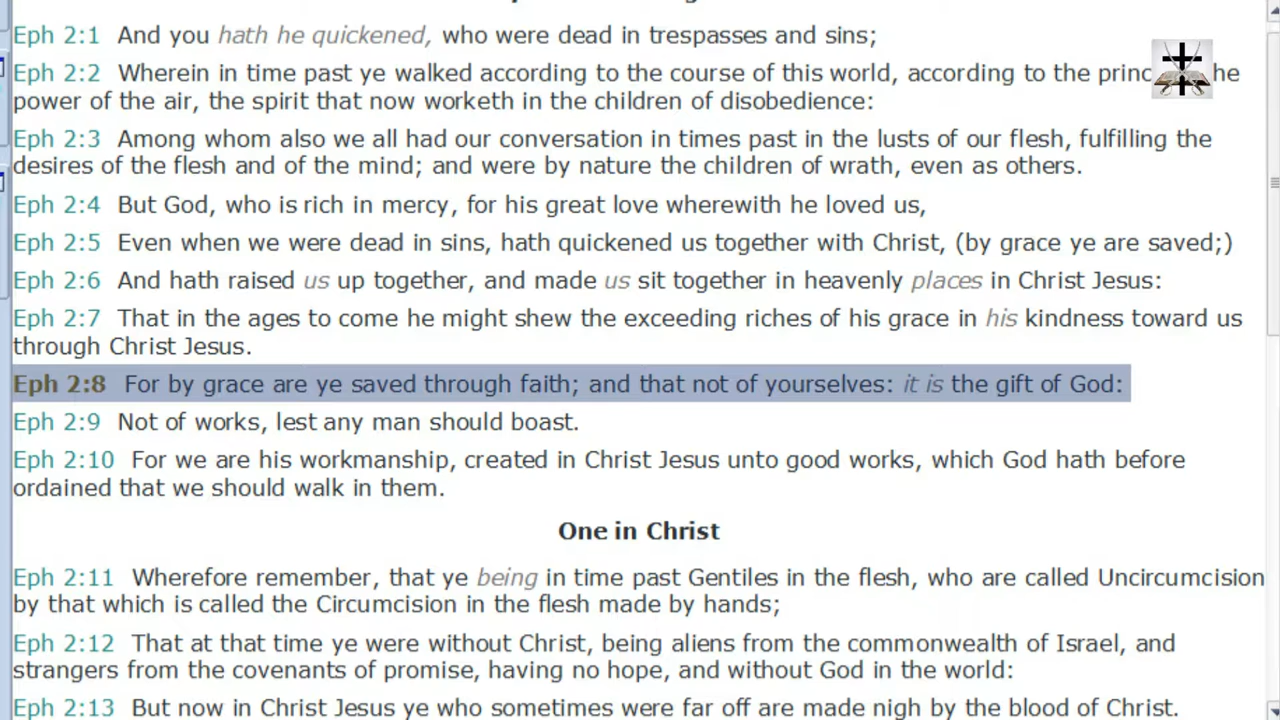 Eph 2:1 And you hath he quickened, who were dead in trespasses and sins;
Eph 2:2 Wherein in time past ye walked according to the course of this world, according to the he
power of the air, the spirit that now worketh in the children of disobedience:
Eph 2:3 Among whom also we all had our conversation in times past in the lusts of our flesh, fulfilling the
desires of the flesh and of the mind; and were by nature the children of wrath, even as others.
Eph 2:4 But God, who is rich in mercy, for his great love wherewith he loved us,
Eph 2:5 Even when we were dead in sins, hath quickened us together with Christ, (by grace ye are saved;)
Eph 2:6 And hath raised us up together, and made us sit together in heavenly places in Christ Jesus:
Eph 2:7 That in the ages to come he might shew the exceeding riches of his grace in his kindness toward us
through Christ Jesus.
Eph 2:8 For by grace are ye saved through faith; and that not of yourselves: it is the gift of God:
Eph 2:9 Not of works, lest any man should boast.
Eph 2:10 For we are his workmanship, created in Christ Jesus unto good works, which God hath before
ordained that we should walk in them.
One in Christ
Eph 2:11 Wherefore remember, that ye being in time past Gentiles in the flesh, who are called Uncircumcision
by that which is called the Circumcision in the flesh made by hands;
Eph 2:12 That at that time ye were without Christ, being aliens from the commonwealth of Israel, and
strangers from the covenants of promise, having no hope, and without God in the world:
Eph 2:13 But now in Christ Jesus ye who sometimes were far off are made nigh by the blood of Christ.